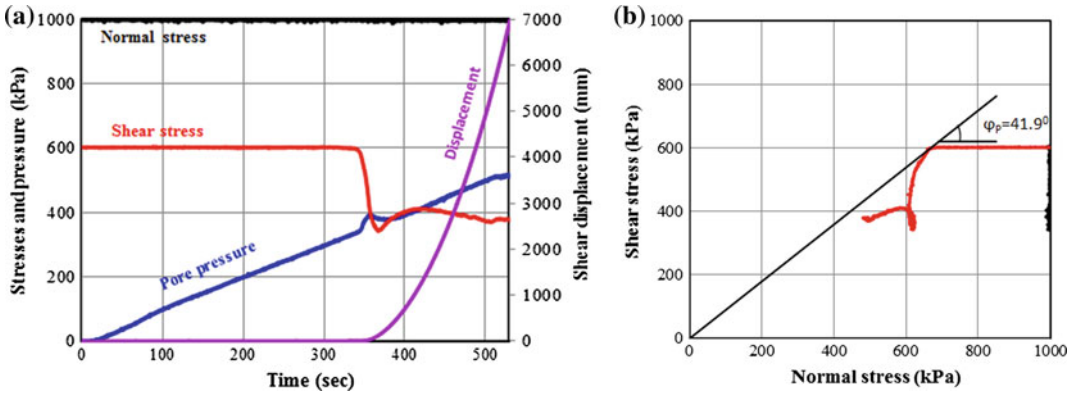 (a)
Normal stress
Shear stress
Pore pressure
Displacement
Stresses and pressure (kPa)
1000
800
600
400
200
0
7000
6000
5000
4000
3000
2000
1000
0
Shear displacement (mm)
0 100 200 300 400 500
Time (sec)
(b)
Shear stress (kPa)
1000
800
600
400
200
0
φP=41.9⁰
0 200 400 600 800 1000
Normal stress (kPa)